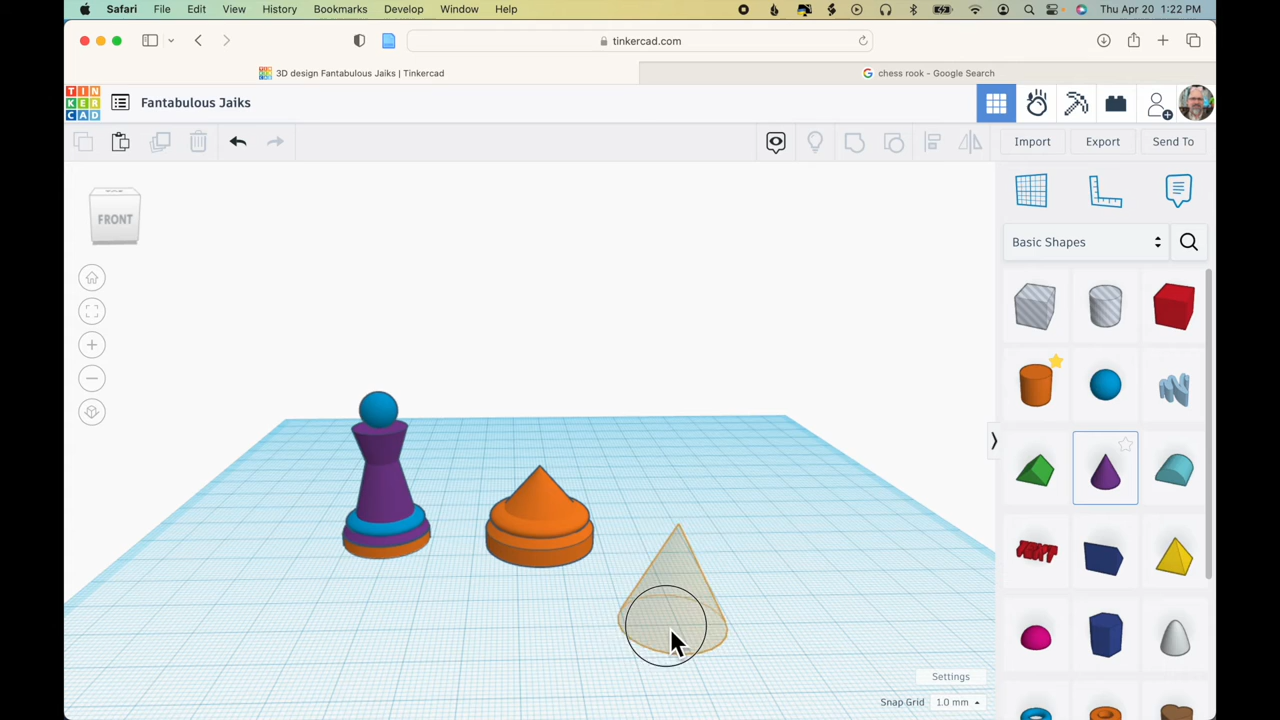 Safari File Edit View History Bookmarks Develop Window Help Thu Apr 20 1:22 PM
tinkercad.com
3D design Fantabulous Jaiks | Tinkercad chess rook - Google Search
TIN
KER
CAD
Fantabulous Jaiks
Import Export Send To
FRONT
Basic Shapes
TEXT
Settings
Snap Grid 1.0 mm